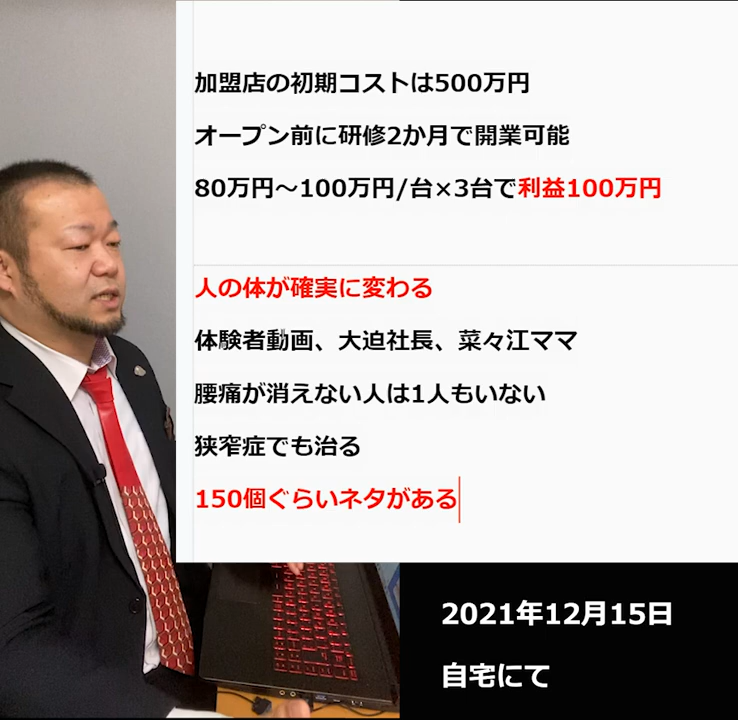 加盟店の初期コストは500万円
オープン前に研修2か月で開業可能
80万円～100万円/台×3台で利益100万円
人の体が確実に変わる
体験者動画、大迫社長、菜々江ママ
腰痛が消えない人は1人もいない
狭窄症でも治る
150個ぐらいネタがある
2021年12月15日
自宅にて